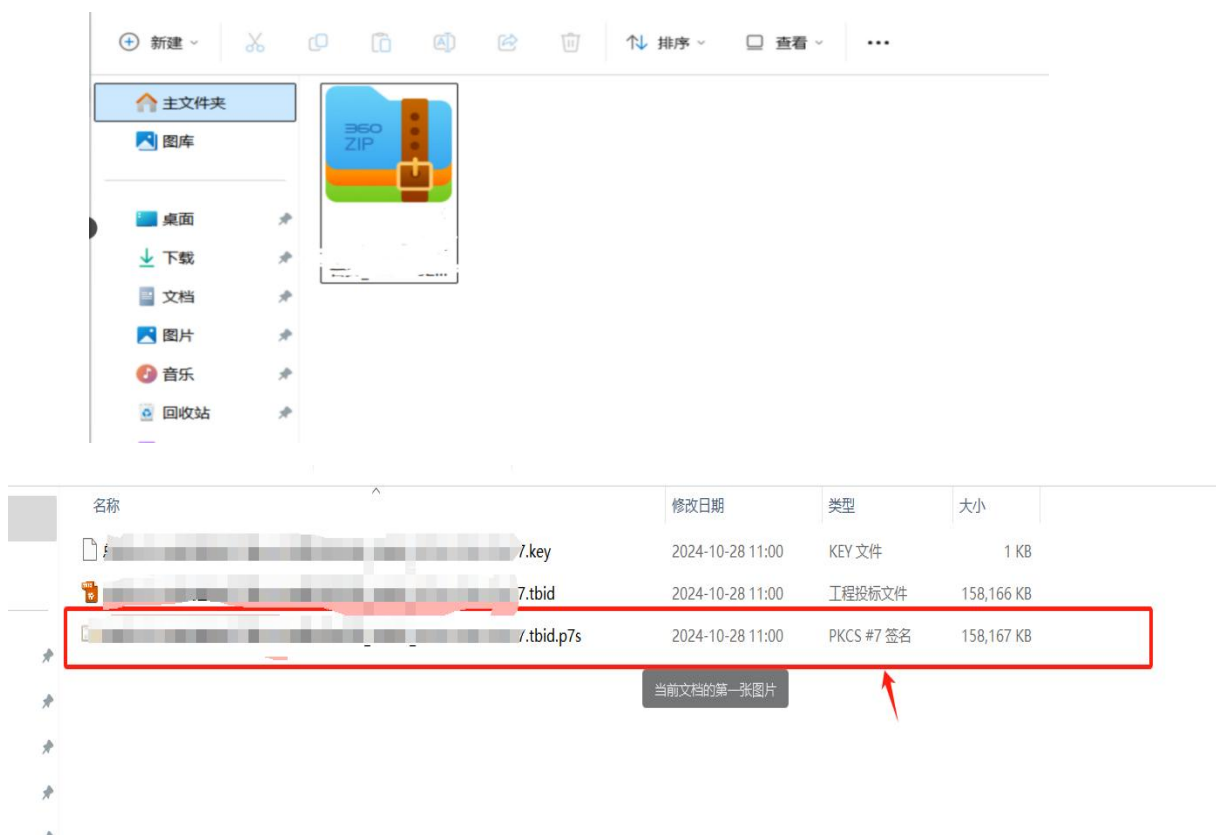 新建 排序 查看 ...
主文件夹
图库
360
ZIP
桌面
下载
文档
图片
音乐
回收站
名称 修改日期 类型 大小
7.key 2024-10-28 11:00 KEY 文件 1 KB
7.tbid 2024-10-28 11:00 工程投标文件 158,166 KB
7.tbid.p7s 2024-10-28 11:00 PKCS #7 签名 158,167 KB
当前文档的第一张图片